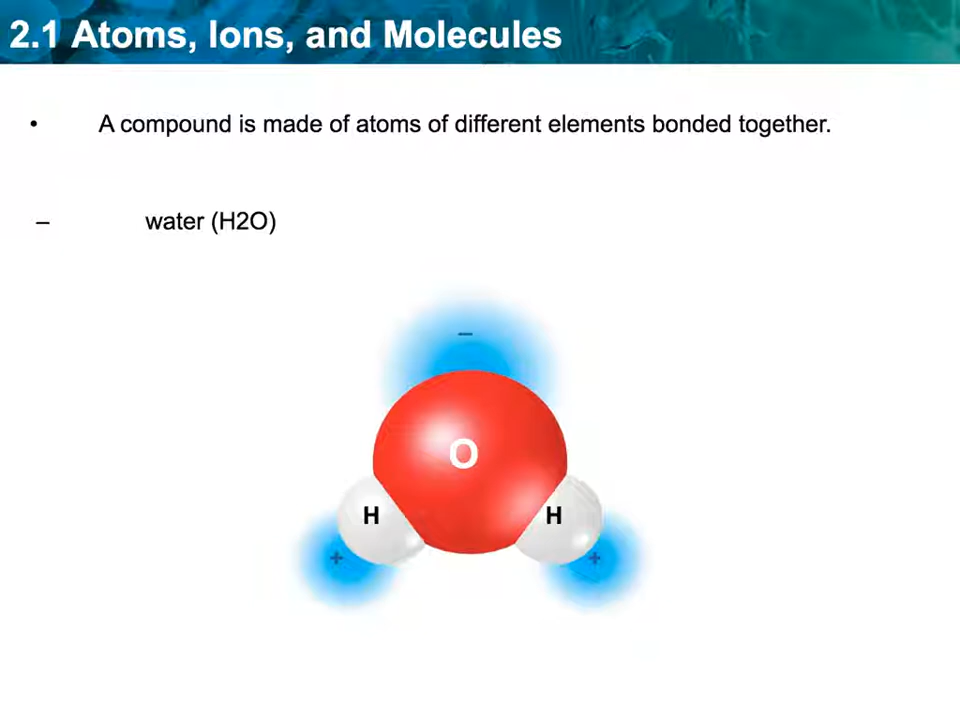 2.1 Atoms, Ions, and Molecules
• A compound is made of atoms of different elements bonded together.
– water (H2O)
–
O
H H
+ +